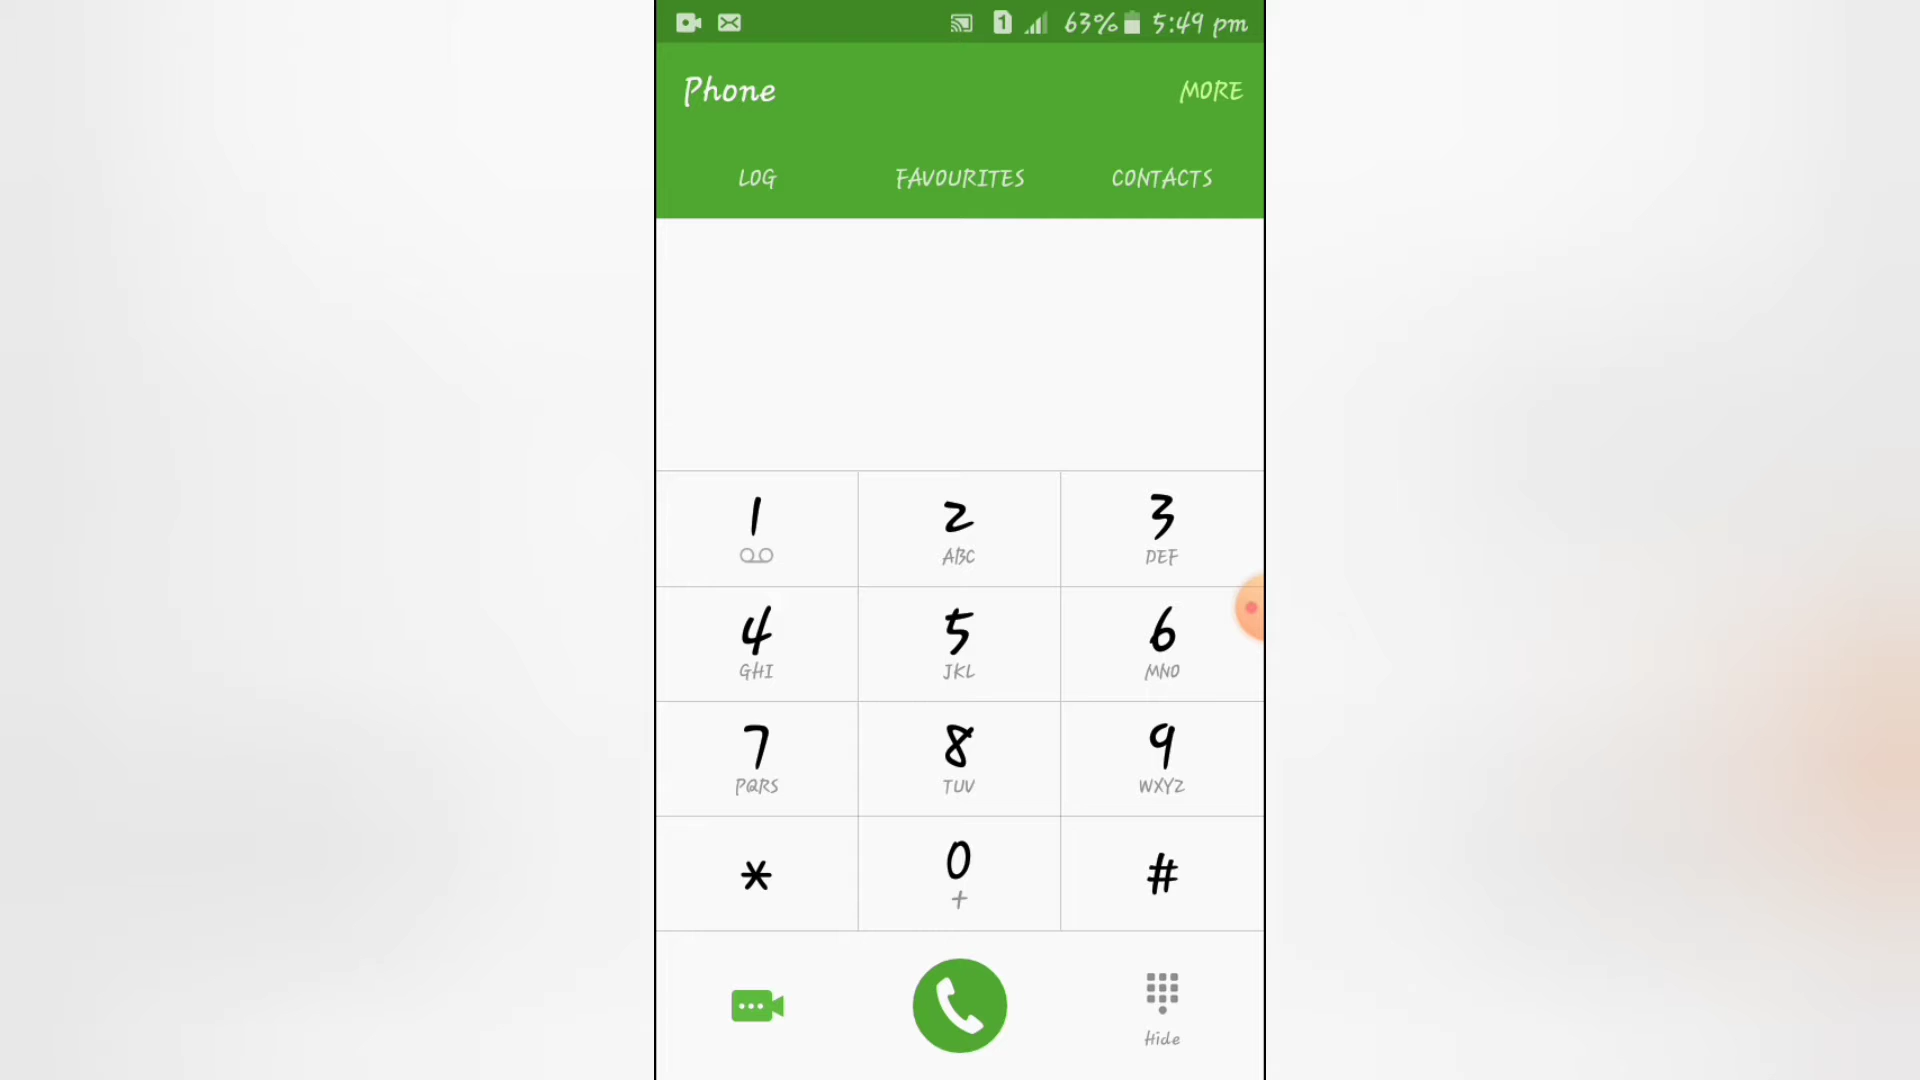 1 63% 5:49 pm
Phone MORE
LOG FAVOURITES CONTACTS
1 2 3
ABC DEF
4 5 6
GHI JKL MNO
7 8 9
PQRS TUV WXYZ
* 0 #
+
Hide